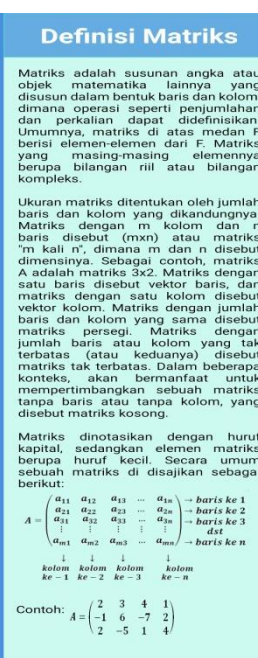 Definisi Matriks
Matriks adalah susunan angka atau
objek matematika lainnya yang
disusun dalam bentuk baris dan kolom
dimana operasi seperti penjumlahan
dan perkalian dapat didefinisikan.
Umumnya, matriks di atas medan F
berisi elemen-elemen dari F. Matriks
yang masing-masing elemennya
berupa bilangan riil atau bilangan
kompleks.
Ukuran matriks ditentukan oleh jumlah
baris dan kolom yang dikandungnya.
Matriks dengan m kolom dan n
baris disebut (mxn) atau matriks
"m kali n", dimana m dan n disebut
dimensinya. Sebagai contoh, matriks
A adalah matriks 3x2. Matriks dengan
satu baris disebut vektor baris, dan
matriks dengan satu kolom disebut
vektor kolom. Matriks dengan jumlah
baris dan kolom yang sama disebut
matriks persegi. Matriks dengan
jumlah baris atau kolom yang tak
terbatas (atau keduanya) disebut
matriks tak terbatas. Dalam beberapa
konteks, akan bermanfaat untuk
mempertimbangkan sebuah matriks
tanpa baris atau tanpa kolom, yang
disebut matriks kosong.
Matriks dinotasikan dengan huruf
kapital, sedangkan elemen matriks
berupa huruf kecil. Secara umum
sebuah matriks di disajikan sebagai
berikut:
a11 a12 a13 ... a1n → baris ke 1
a21 a22 a23 ... a2n → baris ke 2
A = a31 a32 a33 ... a3n → baris ke 3
⋮ ⋮ ⋮ ⋮ dst
am1 am2 am3 ... amn → baris ke n
↓ ↓ ↓ ↓
kolom kolom kolom kolom
ke − 1 ke − 2 ke − 3 ke − n
2 3 4 1
Contoh: A = −1 6 −7 2
2 −5 1 4